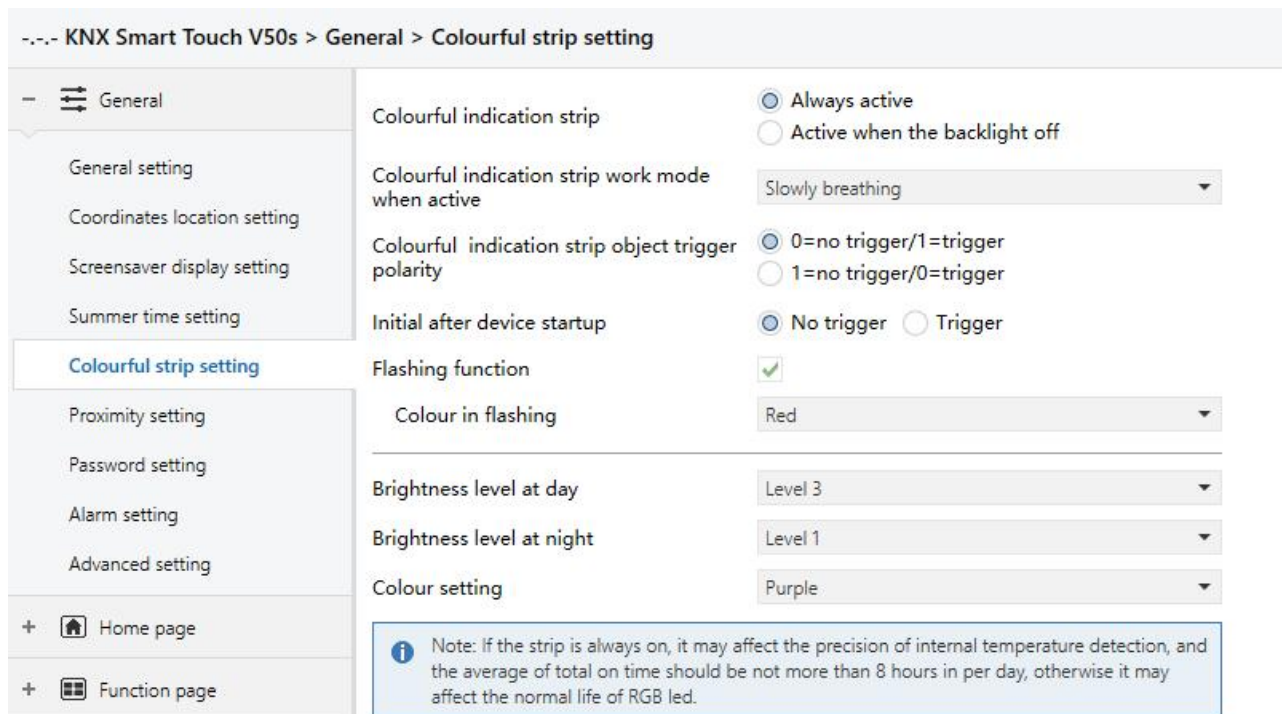 -.-.- KNX Smart Touch V50s > General > Colourful strip setting
General
General setting
Coordinates location setting
Screensaver display setting
Summer time setting
Colourful strip setting
Proximity setting
Password setting
Alarm setting
Advanced setting
Home page
Function page
Colourful indication strip
Always active
Active when the backlight off
Colourful indication strip work mode
when active
Slowly breathing
Colourful indication strip object trigger
polarity
0=no trigger/1=trigger
1=no trigger/0=trigger
Initial after device startup
No trigger
Trigger
Flashing function
Colour in flashing
Red
Brightness level at day
Level 3
Brightness level at night
Level 1
Colour setting
Purple
Note: If the strip is always on, it may affect the precision of internal temperature detection, and
the average of total on time should be not more than 8 hours in per day, otherwise it may
affect the normal life of RGB led.